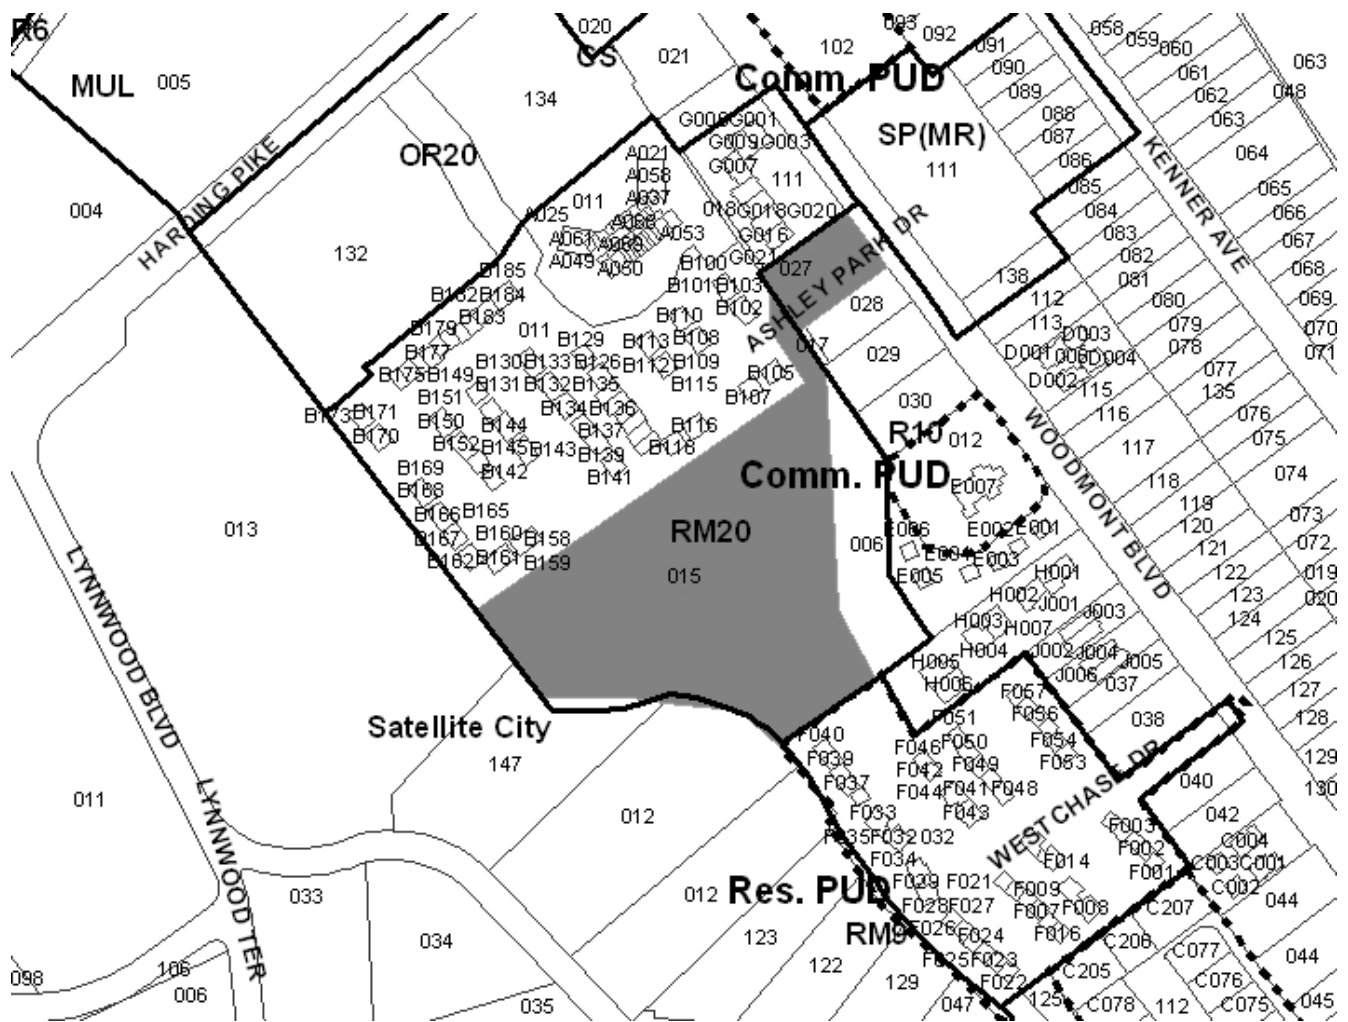 R6
MUL
005
020
CS
021
093
092
091
102
Comm. PUD
058
059
060
063
061
090
089
062
048
134
G001
088
063
SP(MR)
087
OR20
A021
G009
G003
KENNER AVE
064
HARDING PIKE
A058
G007
111
111
086
085
004
011
A037
018
G018
G020
065
A025
084
066
A061
A053
G016
083
067
A049
A050
G021
082
132
B185
B100
027
ASHLEY PARK DR
138
081
068
B182
B184
B101
B103
028
112
080
069
B183
B110
B102
113
D003
079
070
B179
011
B129
B113
B108
017
D001
D004
078
071
B177
B130
B133
B126
B112
B109
029
D002
077
B175
B149
B131
B132
B135
B115
B105
115
135
B151
B134
B136
B107
030
116
076
B173
B171
B150
B144
B137
B116
R10
012
WOODMONT BLVD
117
075
B170
B152
B145
B143
B139
B118
B169
B142
B141
Comm. PUD
E007
118
074
B168
119
073
013
B166
B165
RM20
E006
E002
E001
120
072
B167
B160
B158
006
E003
121
019
B162
B161
B159
015
E005
H001
122
020
LYNNWOOD BLVD
H002
J001
J003
123
H003
H007
124
H004
J002
J004
125
H005
J005
126
H006
J006
037
127
F057
128
Satellite City
F051
F056
038
129
F040
F046
F050
F054
147
F039
F042
F049
F053
WEST CHASE DR
040
130
F037
F044
F041
F048
011
012
F033
F043
042
LYNNWOOD TER
F035
F032
032
F003
C004
F034
F014
F002
C003
C001
033
012
Res. PUD
F029
F021
F009
F001
C002
044
F028
F027
F007
F008
C207
034
123
RM9
F026
F024
F016
C206
C077
044
098
106
122
F025
F023
C205
C076
006
129
F022
035
047
125
C078
112
C075
045